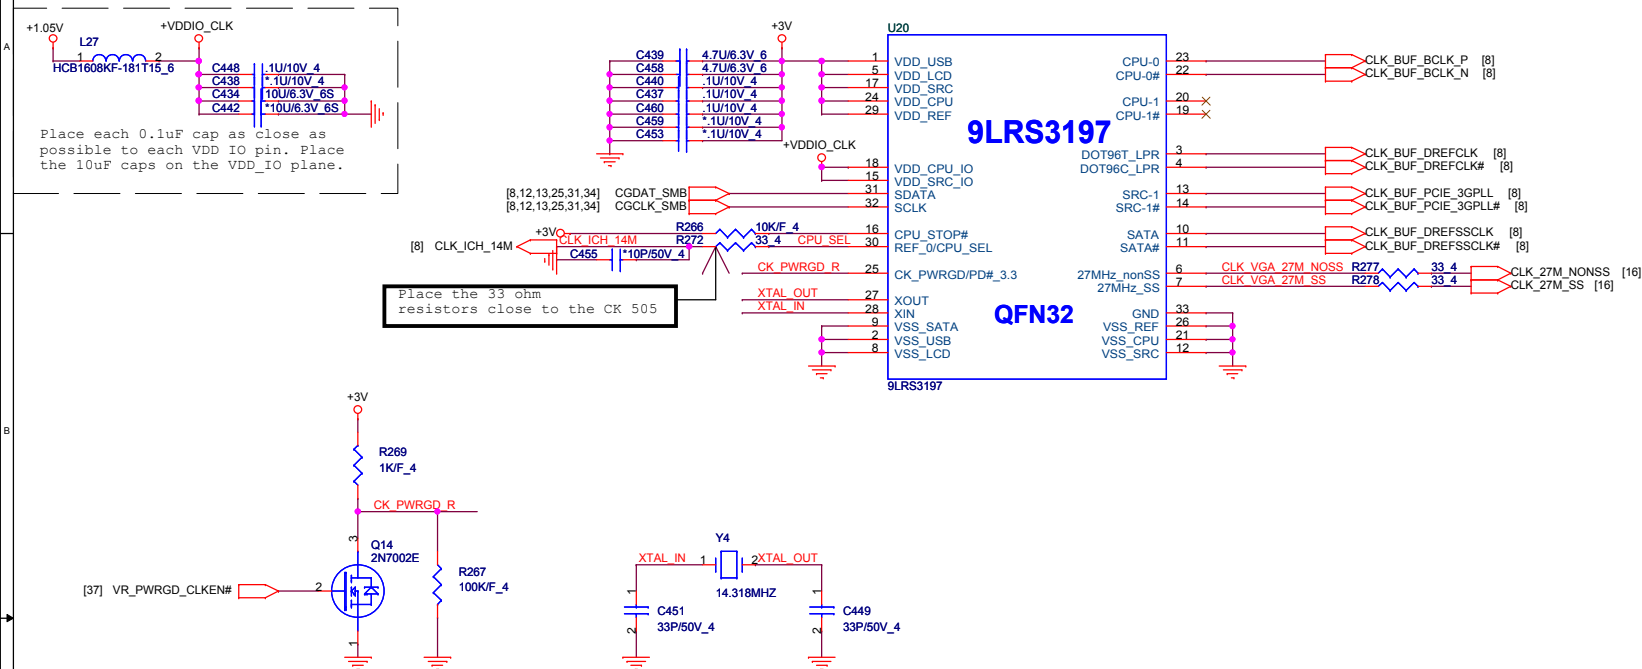 A
+1.05V
L27
+VDDIO_CLK
1 2
HCB1608KF-181T15_6
C448 .1U/10V_4
C438 *.1U/10V_4
C434 10U/6.3V_6S
C442 *10U/6.3V_6S
Place each 0.1uF cap as close as
possible to each VDD IO pin. Place
the 10uF caps on the VDD_IO plane.
+3V
C439 4.7U/6.3V_6
C458 4.7U/6.3V_6
C440 .1U/10V_4
C437 .1U/10V_4
C460 .1U/10V_4
C459 *.1U/10V_4
C453 *.1U/10V_4
+VDDIO_CLK
[8,12,13,25,31,34] CGDAT_SMB
[8,12,13,25,31,34] CGCLK_SMB
+3V R266 10K/F_4
[8] CLK_ICH_14M CLK_ICH_14M R272 33_4 CPU_SEL
C455 *10P/50V_4
CK_PWRGD_R
XTAL_OUT
XTAL_IN
Place the 33 ohm
resistors close to the CK 505
U20
1 VDD_USB
5 VDD_LCD
17 VDD_SRC
24 VDD_CPU
29 VDD_REF
18 VDD_CPU_IO
15 VDD_SRC_IO
31 SDATA
32 SCLK
16 CPU_STOP#
30 REF_0/CPU_SEL
25 CK_PWRGD/PD#_3.3
27 XOUT
28 XIN
9 VSS_SATA
2 VSS_USB
8 VSS_LCD
9LRS3197
QFN32
9LRS3197
CPU-0 23 CLK_BUF_BCLK_P [8]
CPU-0# 22 CLK_BUF_BCLK_N [8]
CPU-1 20
CPU-1# 19
DOT96T_LPR 3 CLK_BUF_DREFCLK [8]
DOT96C_LPR 4 CLK_BUF_DREFCLK# [8]
SRC-1 13 CLK_BUF_PCIE_3GPLL [8]
SRC-1# 14 CLK_BUF_PCIE_3GPLL# [8]
SATA 10 CLK_BUF_DREFSSCLK [8]
SATA# 11 CLK_BUF_DREFSSCLK# [8]
27MHz_nonSS 6 CLK_VGA_27M_NOSS R277 33_4 CLK_27M_NONSS [16]
27MHz_SS 7 CLK_VGA_27M_SS R278 33_4 CLK_27M_SS [16]
GND 33
VSS_REF 26
VSS_CPU 21
VSS_SRC 12
B
+3V
R269
1K/F_4
CK_PWRGD_R
3
Q14
2N7002E
[37] VR_PWRGD_CLKEN# 2
1
R267
100K/F_4
Y4
XTAL_IN 1 2 XTAL_OUT
14.318MHZ
1
C451
33P/50V_4
2
1
C449
33P/50V_4
2